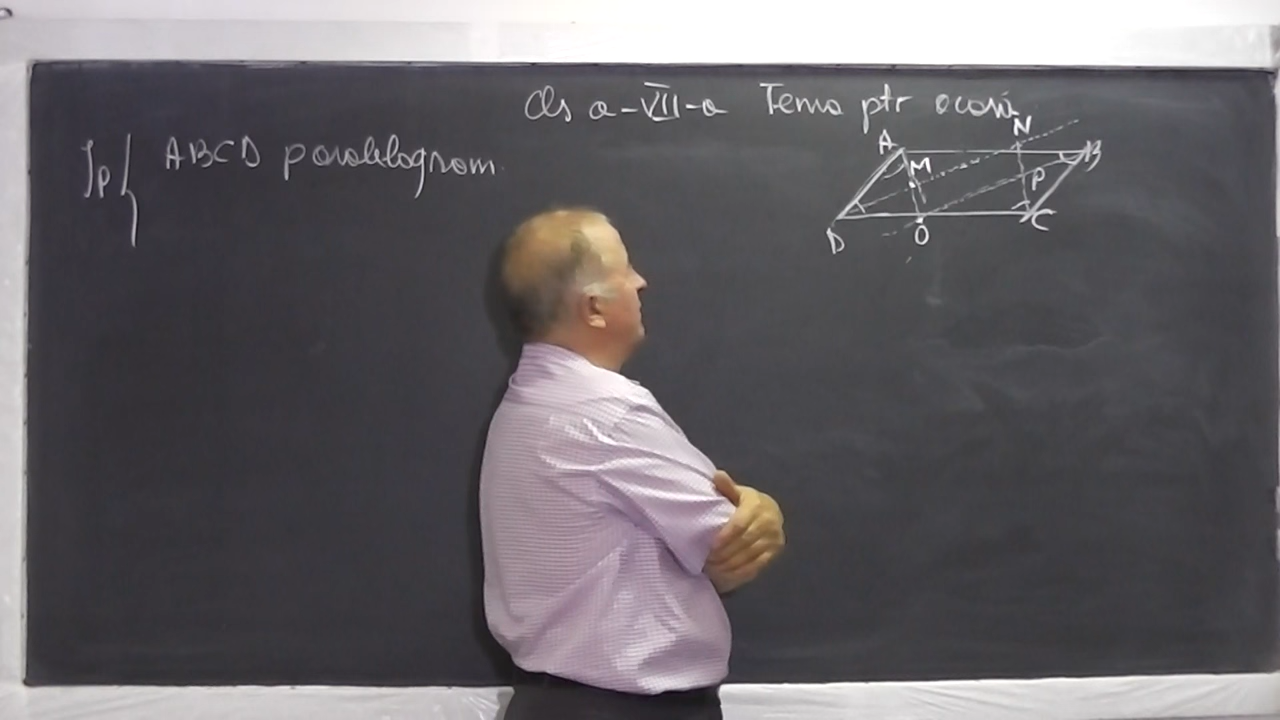 Cls a-VII-a Tema ptr acasă
Ip { ABCD paralelogram
A
N
B
M
P
D
O
C